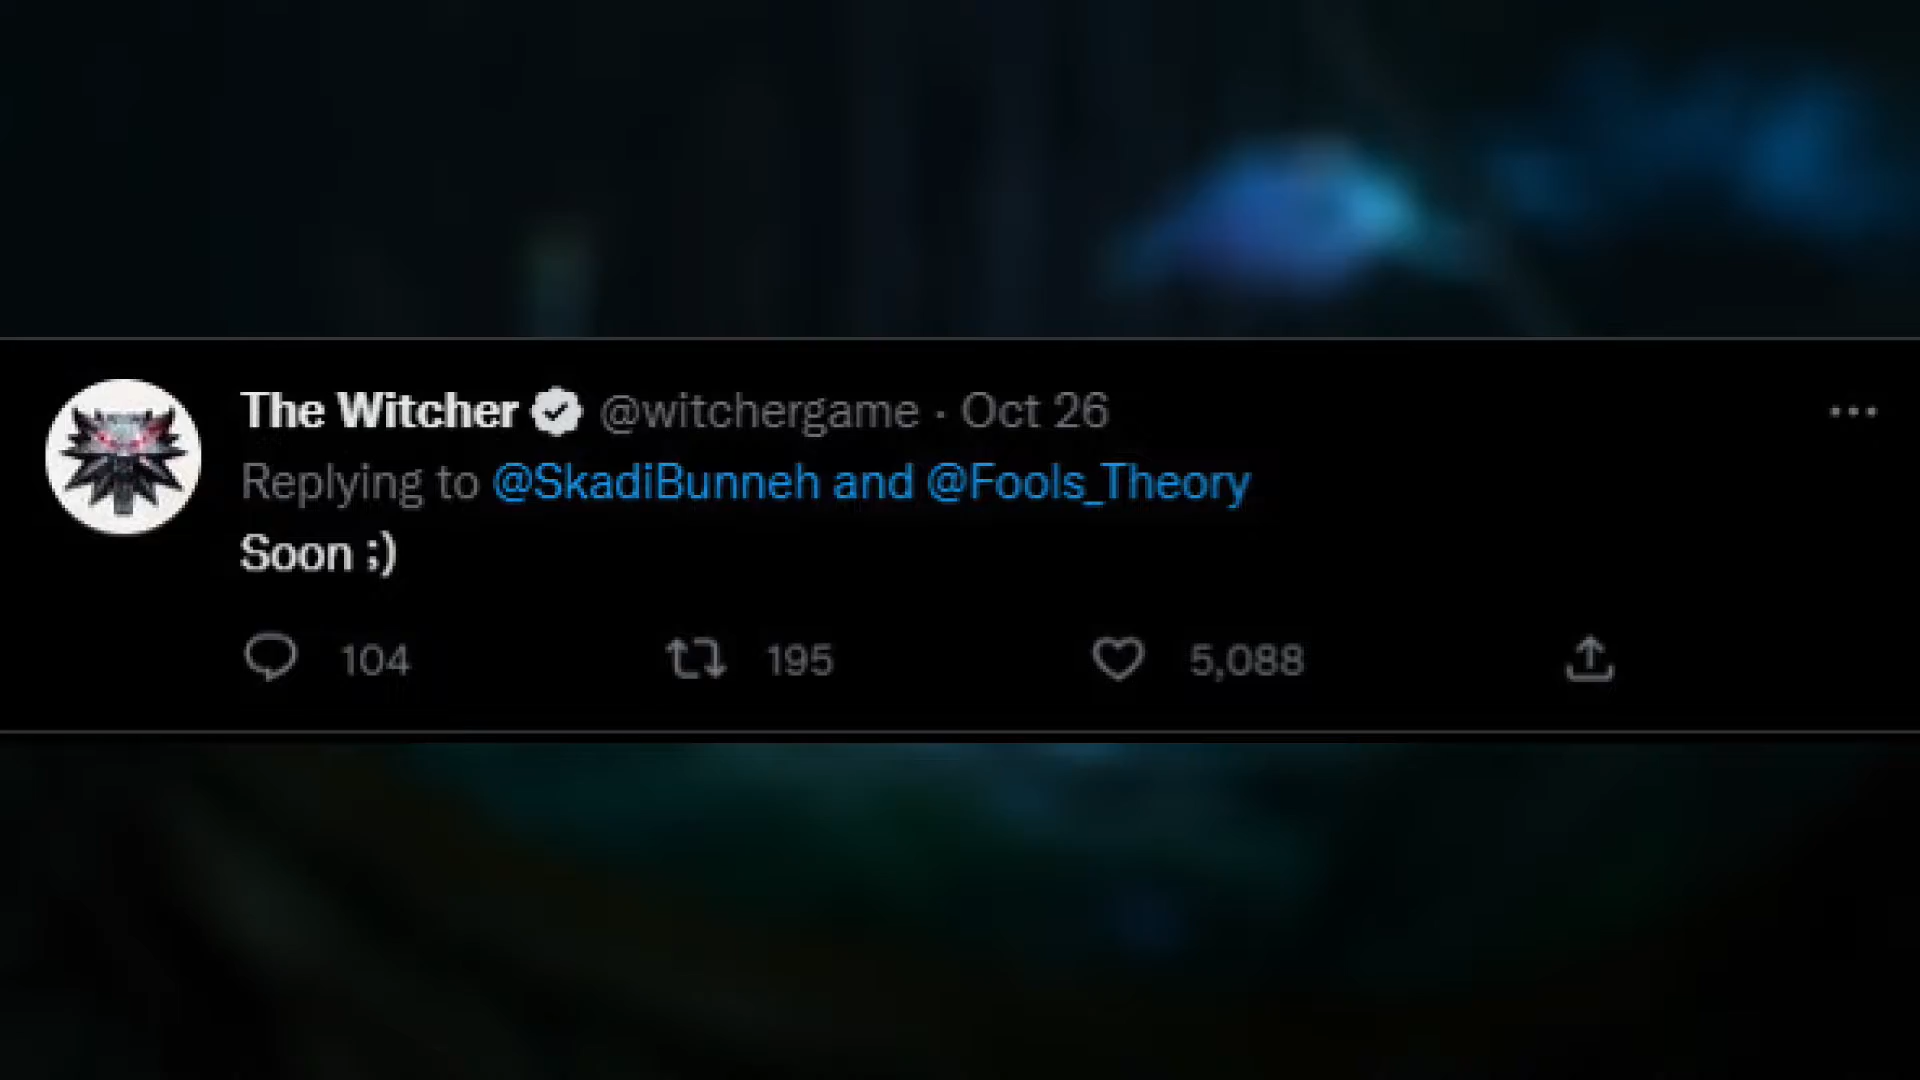 The Witcher @witchergame · Oct 26
Replying to @SkadiBunneh and @Fools_Theory
Soon ;)
104 195 5,088